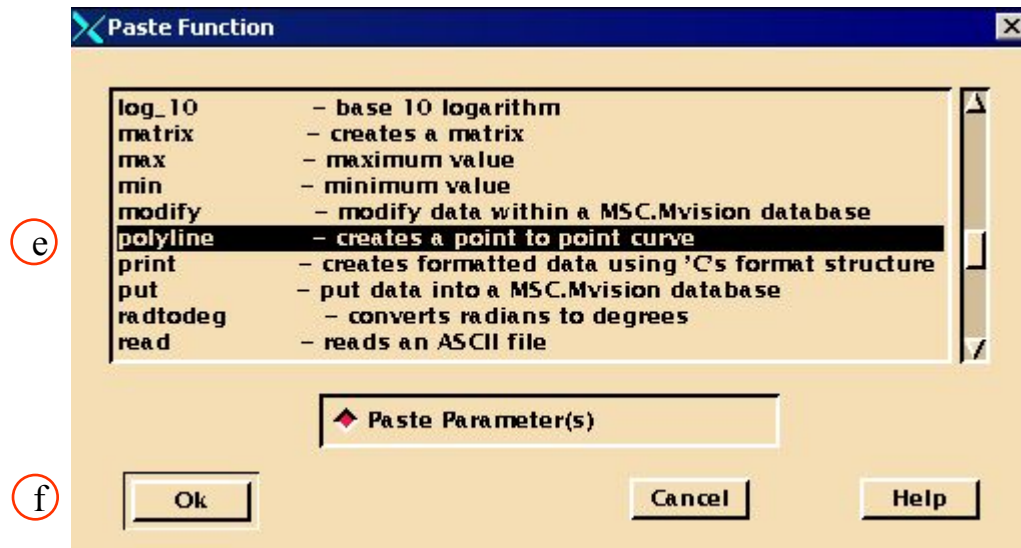 Paste Function
log_10 – base 10 logarithm
matrix – creates a matrix
max – maximum value
min – minimum value
modify – modify data within a MSC.Mvision database
e polyline – creates a point to point curve
print – creates formatted data using 'C's format structure
put – put data into a MSC.Mvision database
radtodeg – converts radians to degrees
read – reads an ASCII file
Paste Parameter(s)
f Ok Cancel Help